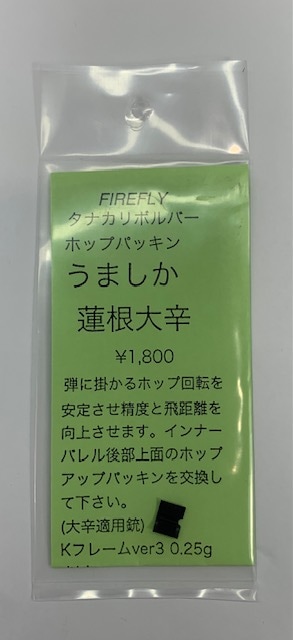 FIREFLY
タナカリボルバー
ホップパッキン
うましか
蓮根大辛
¥1,800
弾に掛かるホップ回転を
安定させ精度と飛距離を
向上させます。インナー
バレル後部上面のホップ
アップパッキンを交換し
て下さい。
(大辛適用銃)
Kフレームver3 0.25g